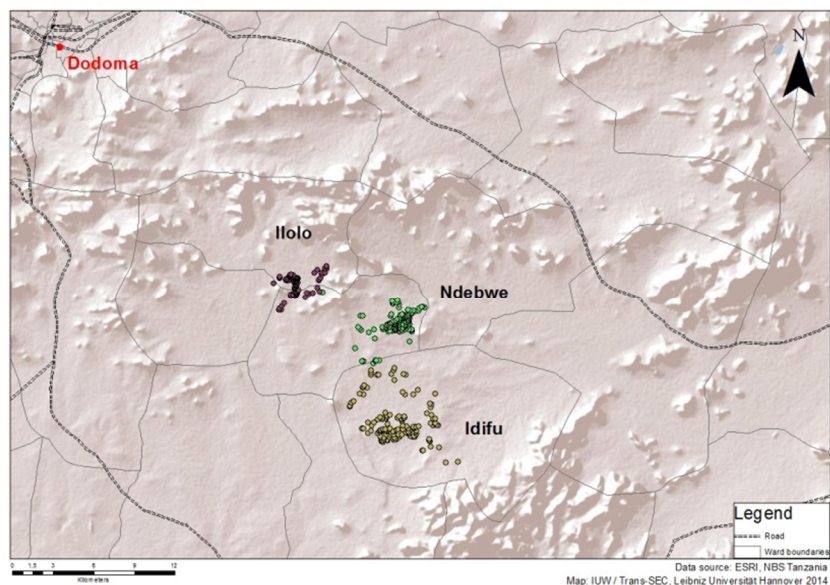 N
Dodoma
Ilolo
Ndebwe
Idifu
Legend
Road
Ward boundaries
0 1,5 3 6 9 12
Kilometers
Data source: ESRI, NBS Tanzania
Map: IUW / Trans-SEC, Leibniz Universität Hannover 2014